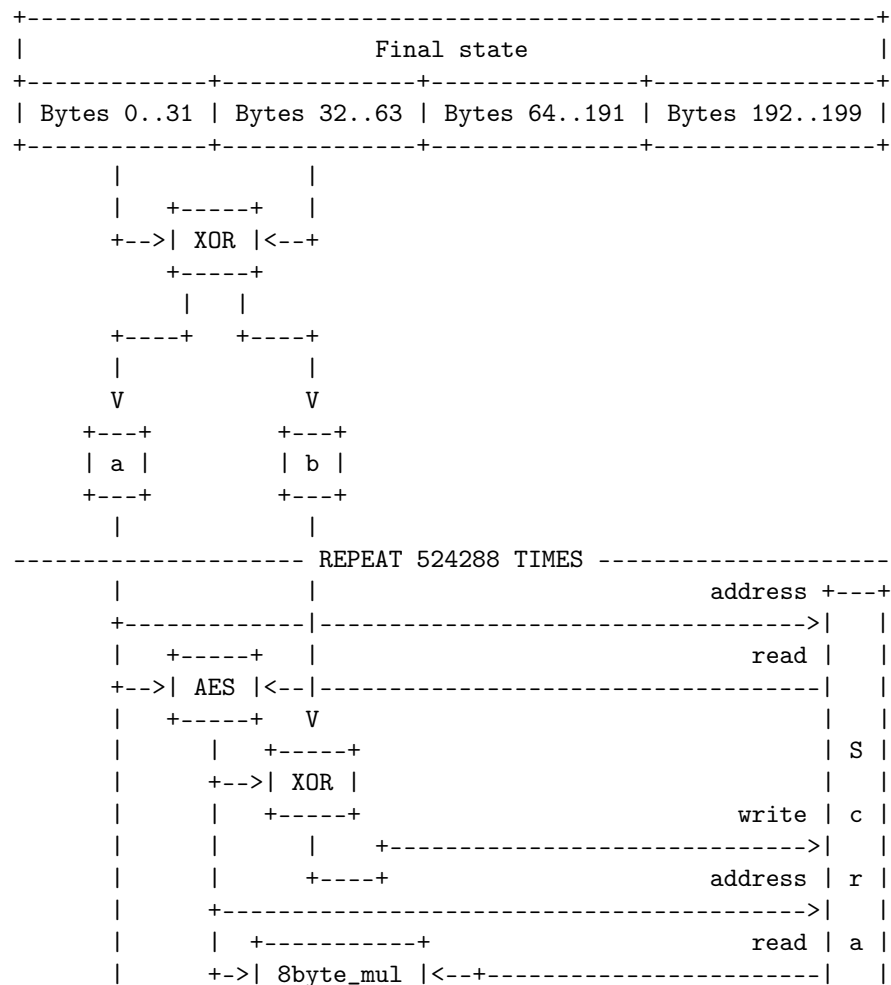 +-------------------------------------------------------------+
|                         Final state                         |
+-------------+--------------+---------------+----------------+
| Bytes 0..31 | Bytes 32..63 | Bytes 64..191 | Bytes 192..199 |
+-------------+--------------+---------------+----------------+
       |             |
       |   +-----+   |
       +-->| XOR |<--+
           +-----+
            |   |
       +----+   +----+
       |             |
       V             V
     +---+         +---+
     | a |         | b |
     +---+         +---+
       |             |
--------------------- REPEAT 524288 TIMES ---------------------
       |             |                            address +---+
       +-------------|----------------------------------->|   |
       |   +-----+   |                               read |   |
       +-->| AES |<--|------------------------------------|   |
       |   +-----+   V                                    |   |
       |      |   +-----+                                 | S |
       |      +-->| XOR |                                 |   |
       |      |   +-----+                           write | c |
       |      |      |    +------------------------------>|   |
       |      |      +----+                       address | r |
       |      +------------------------------------------>|   |
       |      |  +-----------+                       read | a |
       |      +->| 8byte_mul |<--+------------------------|   |